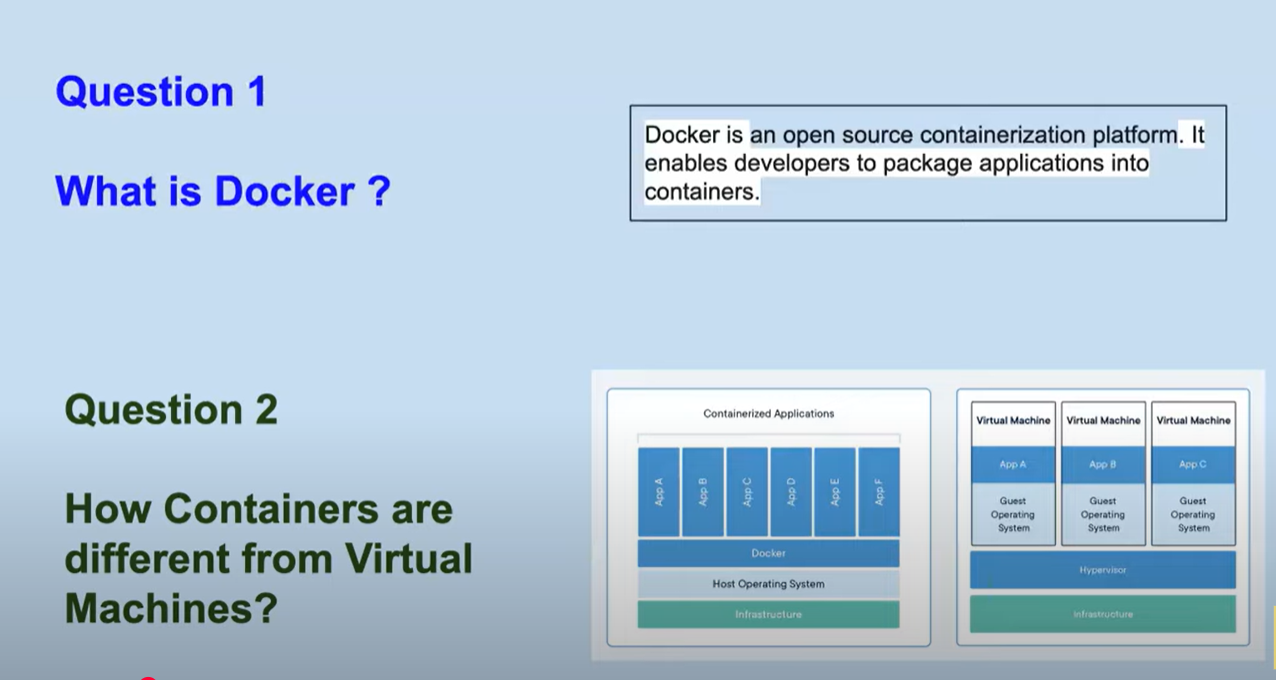 Question 1
What is Docker ?
Docker is an open source containerization platform. It
enables developers to package applications into
containers.
Question 2
How Containers are
different from Virtual
Machines?
Containerized Applications
App A
App B
App C
App D
App E
App F
Docker
Host Operating System
Infrastructure
Virtual Machine
App A
Guest
Operating
System
Virtual Machine
App B
Guest
Operating
System
Virtual Machine
App C
Guest
Operating
System
Hypervisor
Infrastructure